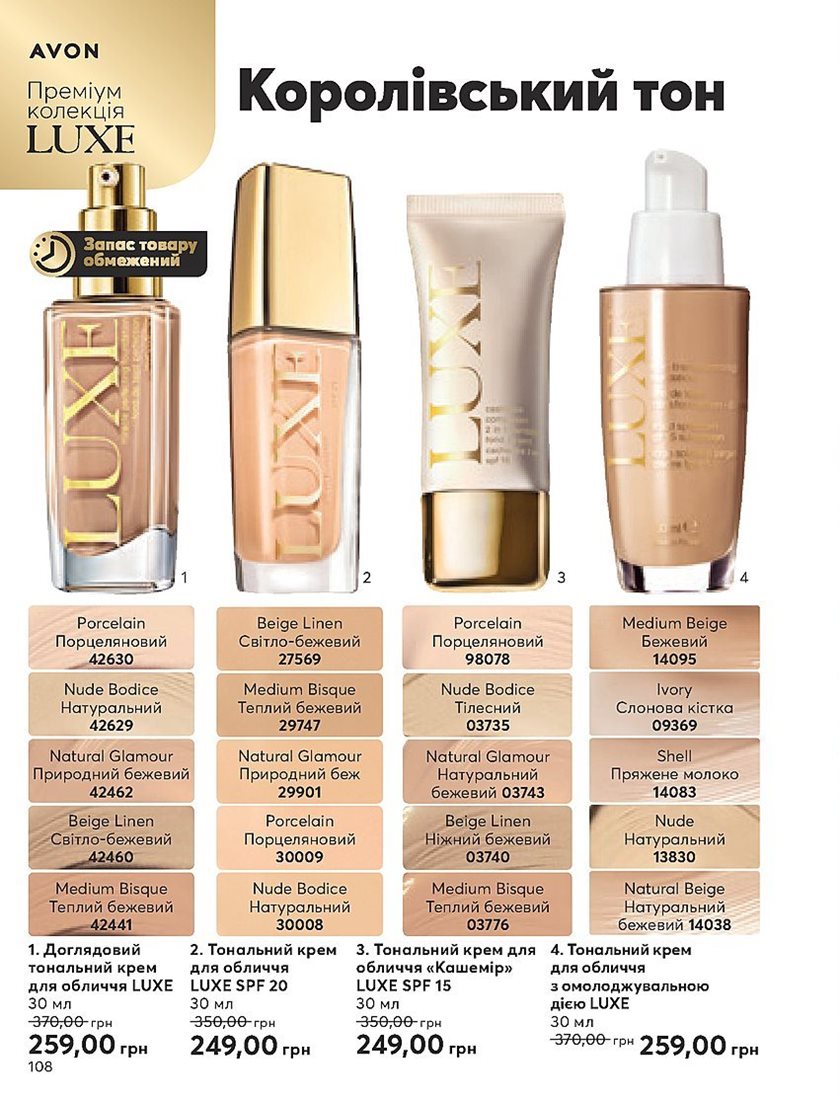 AVON
Преміум
колекція
LUXE
Королівський тон
Запас товару
обмежений
LUXE
LUXE
LUXE
LUXE
1
2
3
4
Porcelain
Порцеляновий
42630
Nude Bodice
Натуральний
42629
Natural Glamour
Природний бежевий
42462
Beige Linen
Світло-бежевий
42460
Medium Bisque
Теплий бежевий
42441
Beige Linen
Світло-бежевий
27569
Medium Bisque
Теплий бежевий
29747
Natural Glamour
Природний беж
29901
Porcelain
Порцеляновий
30009
Nude Bodice
Натуральний
30008
Porcelain
Порцеляновий
98078
Nude Bodice
Тілесний
03735
Natural Glamour
Натуральний
бежевий 03743
Beige Linen
Ніжний бежевий
03740
Medium Bisque
Теплий бежевий
03776
Medium Beige
Бежевий
14095
Ivory
Слонова кістка
09369
Shell
Пряжене молоко
14083
Nude
Натуральний
13830
Natural Beige
Натуральний
бежевий 14038
1. Доглядовий
тональний крем
для обличчя LUXE
30 мл
370,00 грн
259,00 грн
2. Тональний крем
для обличчя
LUXE SPF 20
30 мл
350,00 грн
249,00 грн
3. Тональний крем для
обличчя «Кашемір»
LUXE SPF 15
30 мл
350,00 грн
249,00 грн
4. Тональний крем
для обличчя
з омолоджувальною
дією LUXE
30 мл
370,00 грн 259,00 грн
108